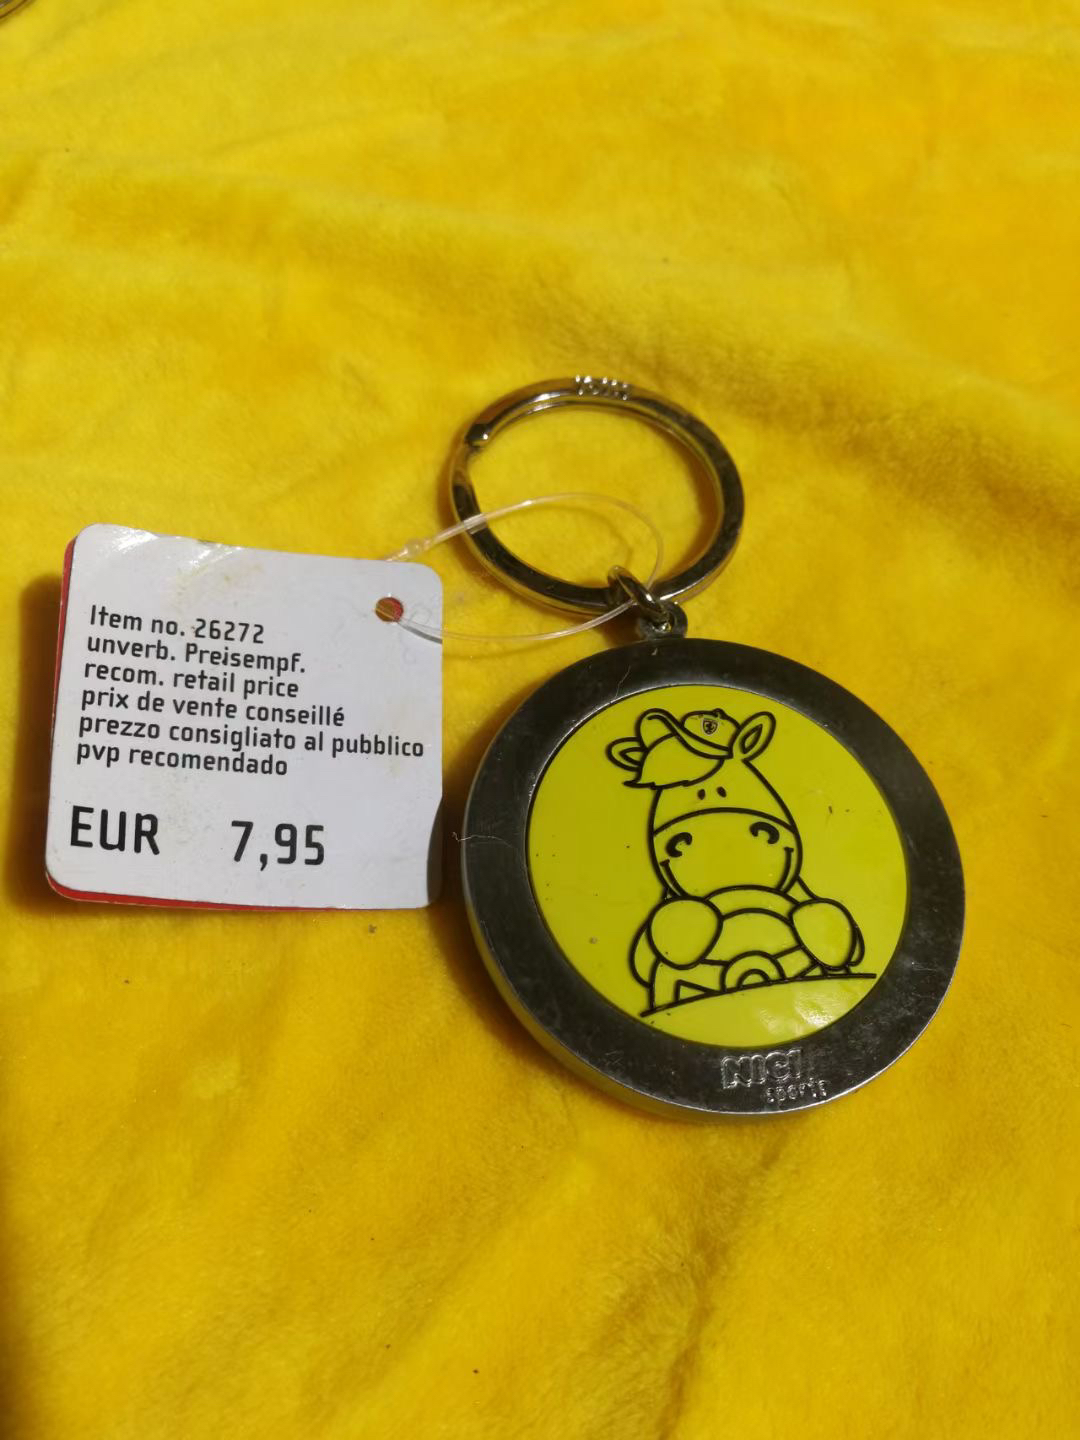 Item no. 26272
unverb. Preisempf.
recom. retail price
prix de vente conseillé
prezzo consigliato al pubblico
pvp recomendado
EUR 7,95
NICI
sports